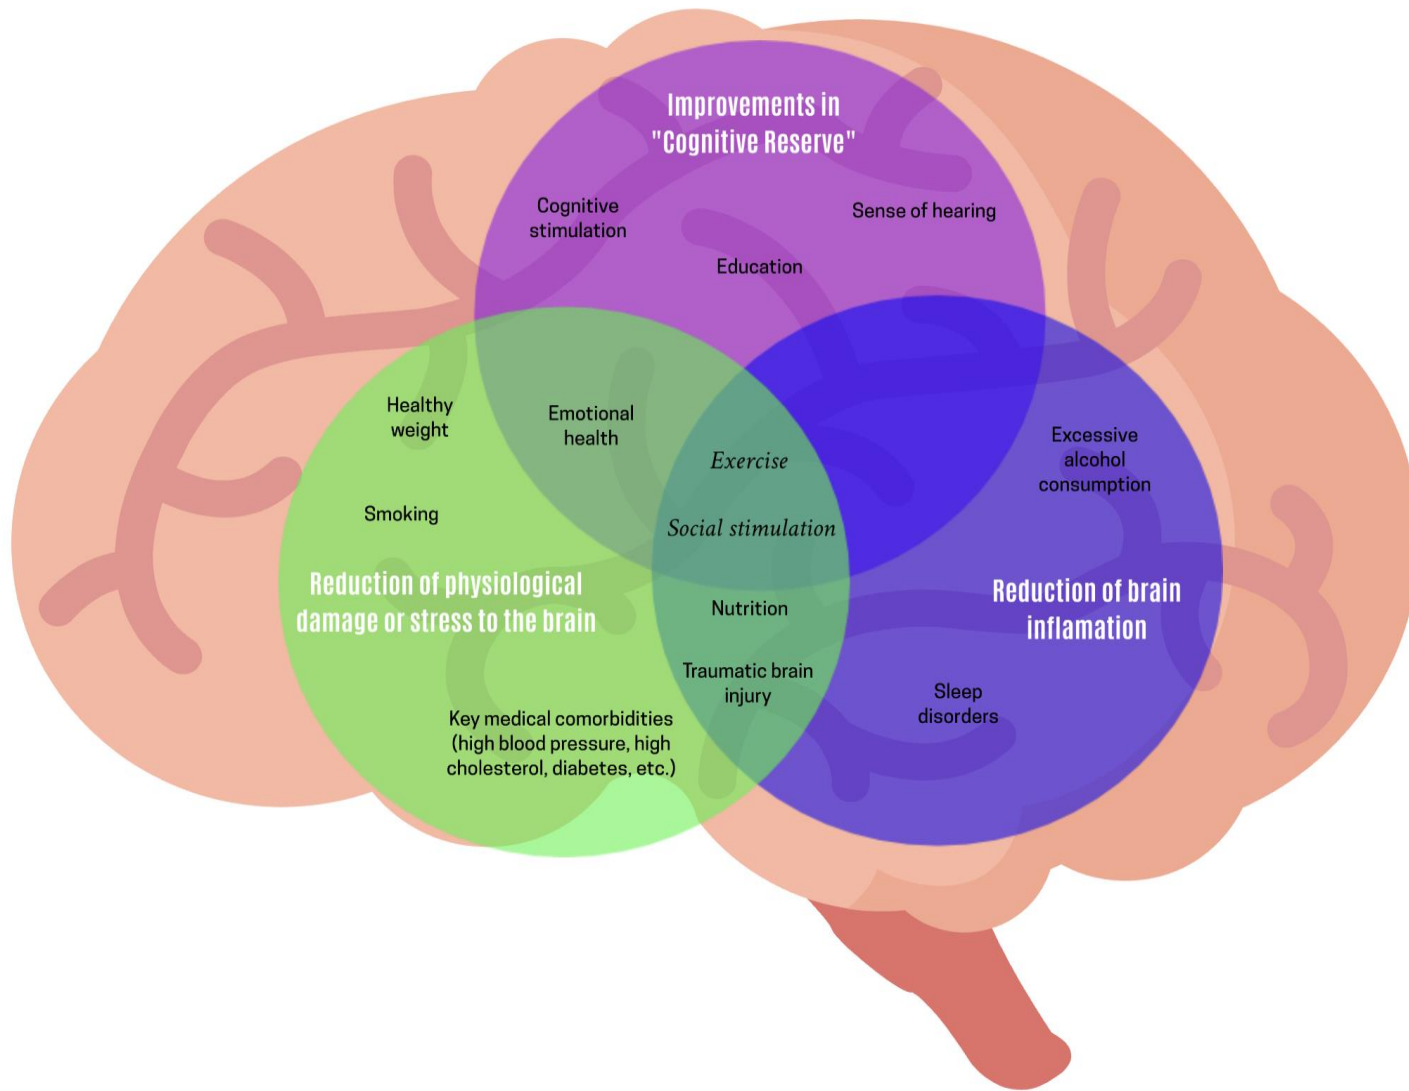 Improvements in
"Cognitive Reserve"
Cognitive
stimulation
Sense of hearing
Education
Healthy
weight
Emotional
health
Exercise
Excessive
alcohol
consumption
Smoking
Social stimulation
Reduction of physiological
damage or stress to the brain
Nutrition
Reduction of brain
inflamation
Traumatic brain
injury
Sleep
disorders
Key medical comorbidities
(high blood pressure, high
cholesterol, diabetes, etc.)